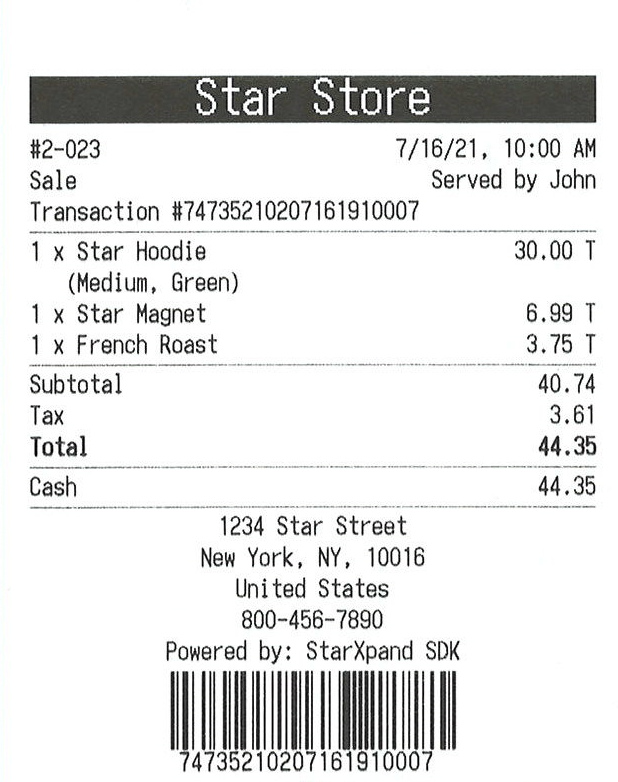 Star Store
#2-023 7/16/21, 10:00 AM
Sale Served by John
Transaction #74735210207161910007
1 x Star Hoodie 30.00 T
(Medium, Green)
1 x Star Magnet 6.99 T
1 x French Roast 3.75 T
Subtotal 40.74
Tax 3.61
Total 44.35
Cash 44.35
1234 Star Street
New York, NY, 10016
United States
800-456-7890
Powered by: StarXpand SDK
74735210207161910007